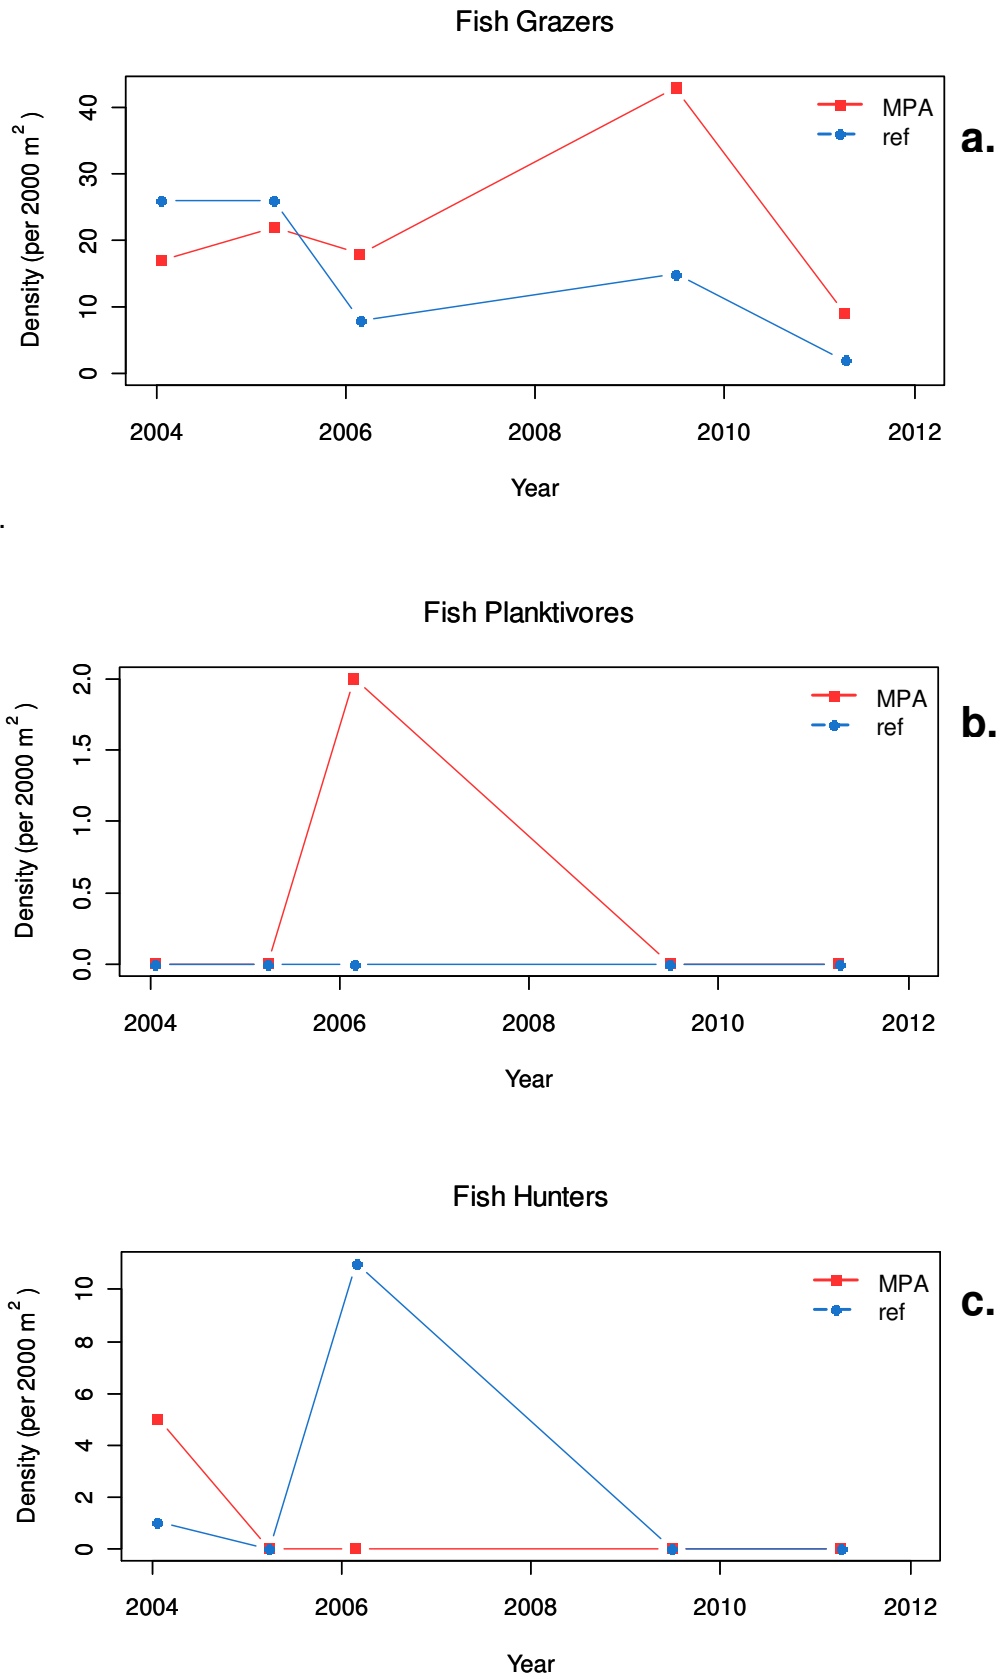 Fish Grazers
Density (per 2000 m²)
40
30
20
10
0
MPA
ref
a.
2004 2006 2008 2010 2012
Year
.
Fish Planktivores
Density (per 2000 m²)
2.0
1.5
1.0
0.5
0.0
MPA
ref
b.
2004 2006 2008 2010 2012
Year
Fish Hunters
Density (per 2000 m²)
10
8
6
4
2
0
MPA
ref
c.
2004 2006 2008 2010 2012
Year